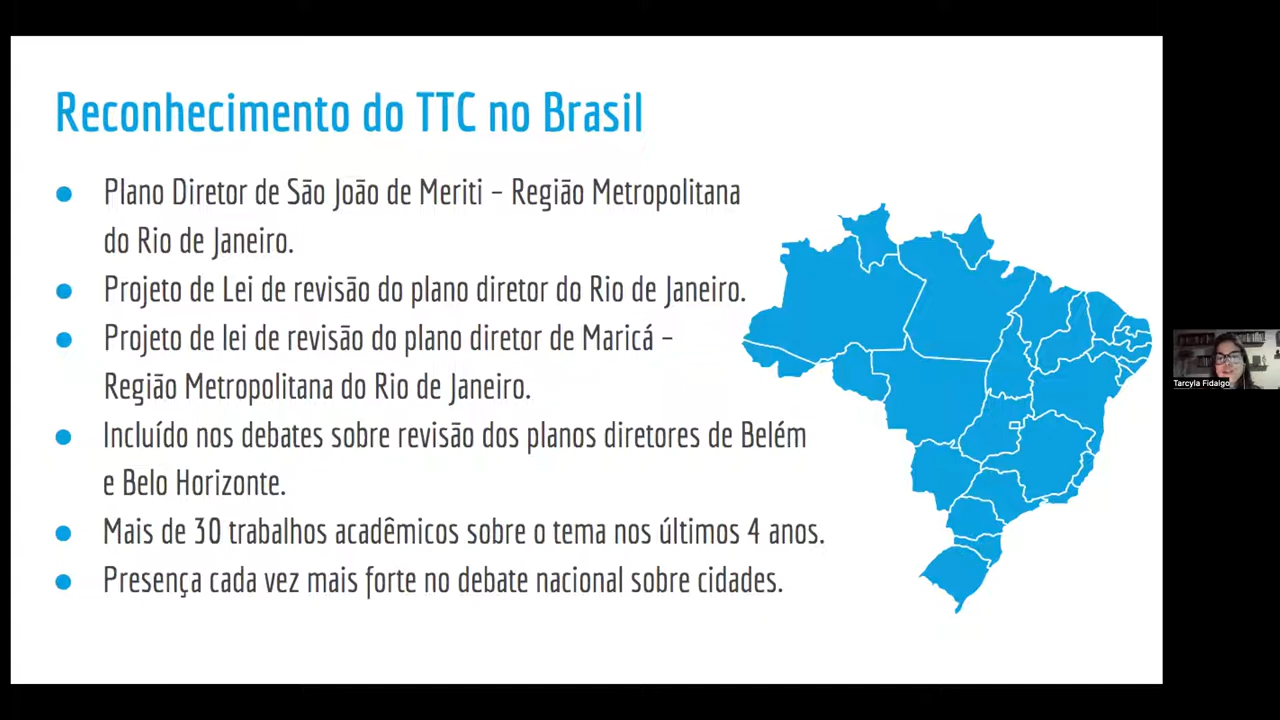 Reconhecimento do TTC no Brasil
● Plano Diretor de São João de Meriti – Região Metropolitana
do Rio de Janeiro.
● Projeto de Lei de revisão do plano diretor do Rio de Janeiro.
● Projeto de lei de revisão do plano diretor de Maricá –
Região Metropolitana do Rio de Janeiro.
● Incluído nos debates sobre revisão dos planos diretores de Belém
e Belo Horizonte.
● Mais de 30 trabalhos acadêmicos sobre o tema nos últimos 4 anos.
● Presença cada vez mais forte no debate nacional sobre cidades.
Tarcyla Fidalgo